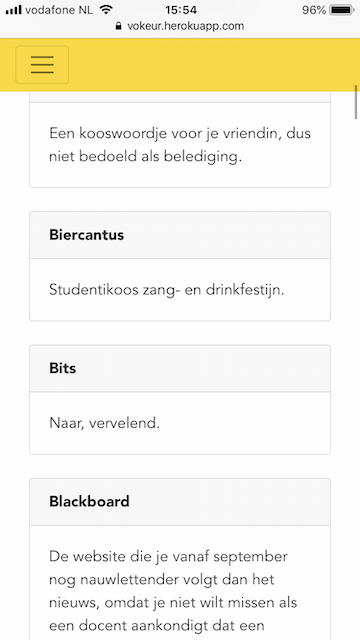 vodafone NL 15:54 96%
vokeur.herokuapp.com
Een kooswoordje voor je vriendin, dus
niet bedoeld als belediging.
Biercantus
Studentikoos zang- en drinkfestijn.
Bits
Naar, vervelend.
Blackboard
De website die je vanaf september
nog nauwlettender volgt dan het
nieuws, omdat je niet wilt missen als
een docent aankondigt dat een